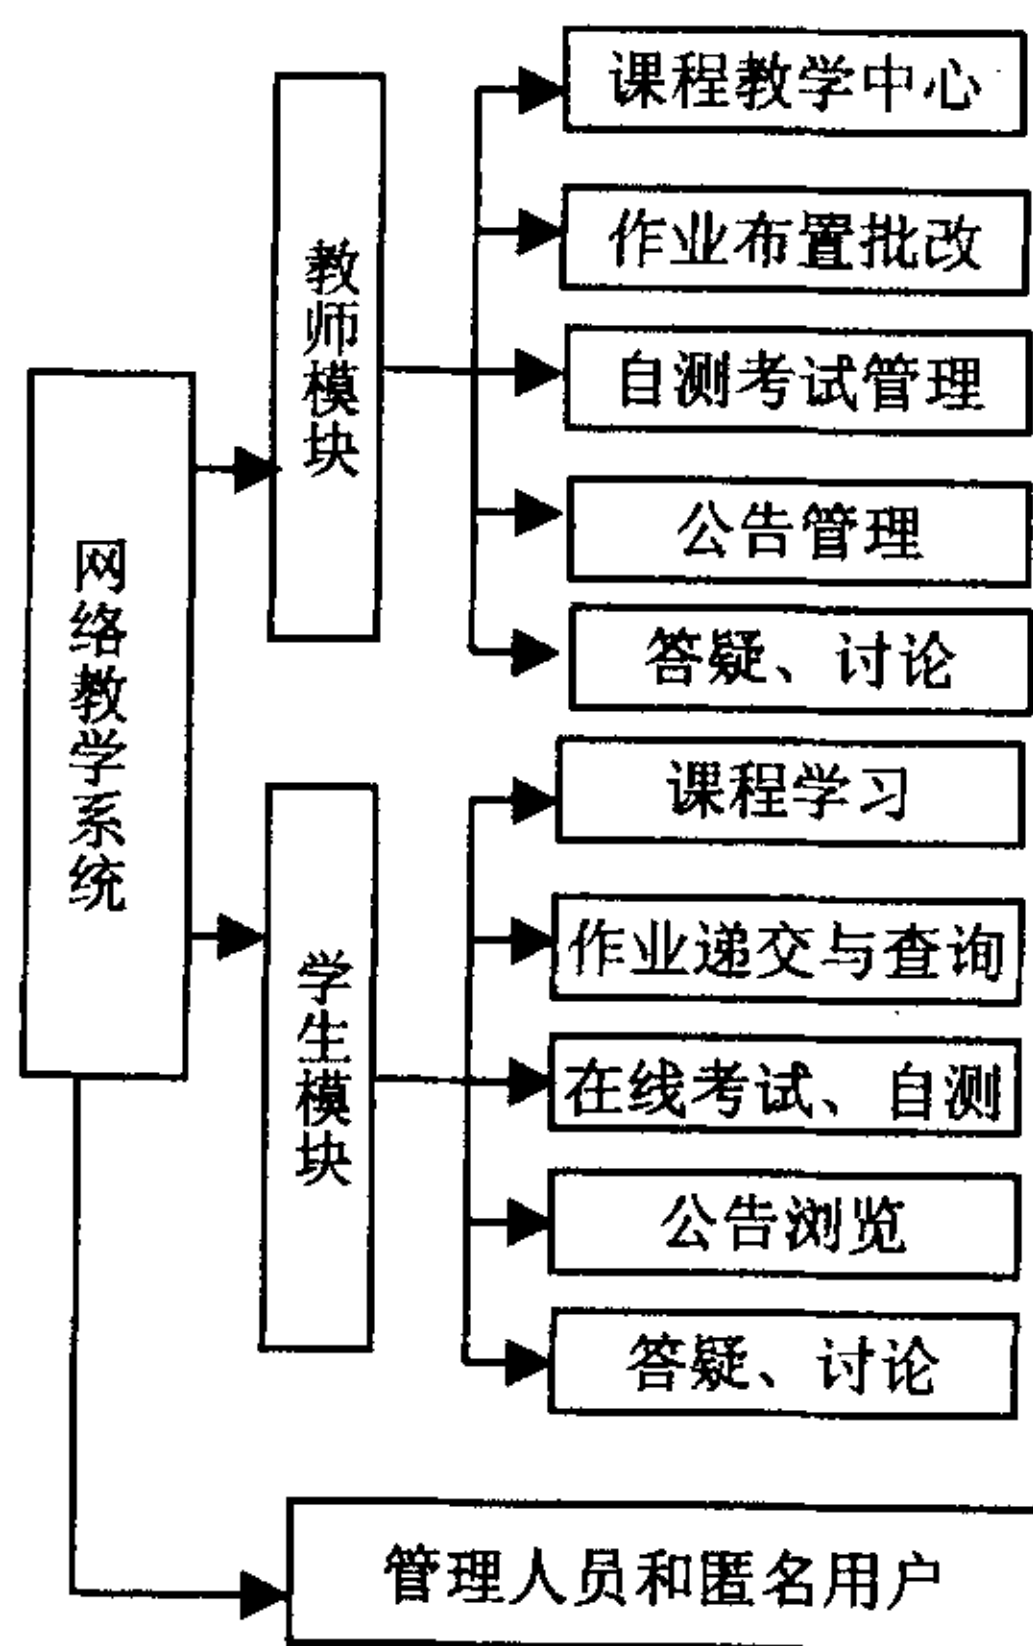 网络教学系统
教师模块
课程教学中心
作业布置批改
自测考试管理
公告管理
答疑、讨论
学生模块
课程学习
作业递交与查询
在线考试、自测
公告浏览
答疑、讨论
管理人员和匿名用户